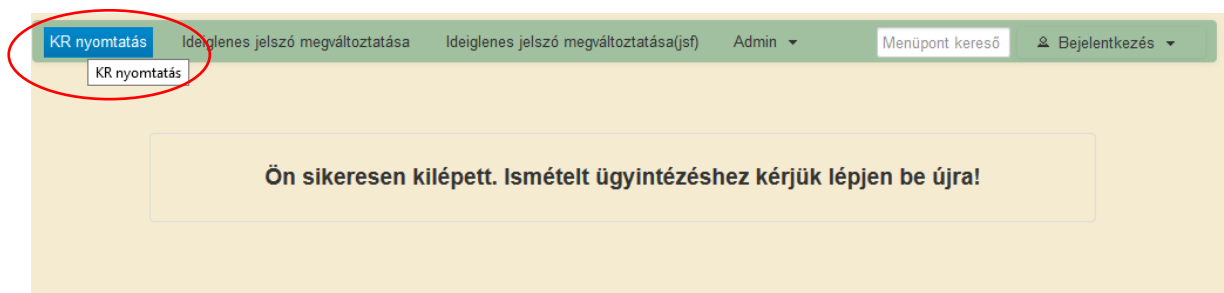 KR nyomtatás Ideiglenes jelszó megváltoztatása Ideiglenes jelszó megváltoztatása(jsf) Admin Menüpont kereső Bejelentkezés
KR nyomtatás
Ön sikeresen kilépett. Ismételt ügyintézéshez kérjük lépjen be újra!